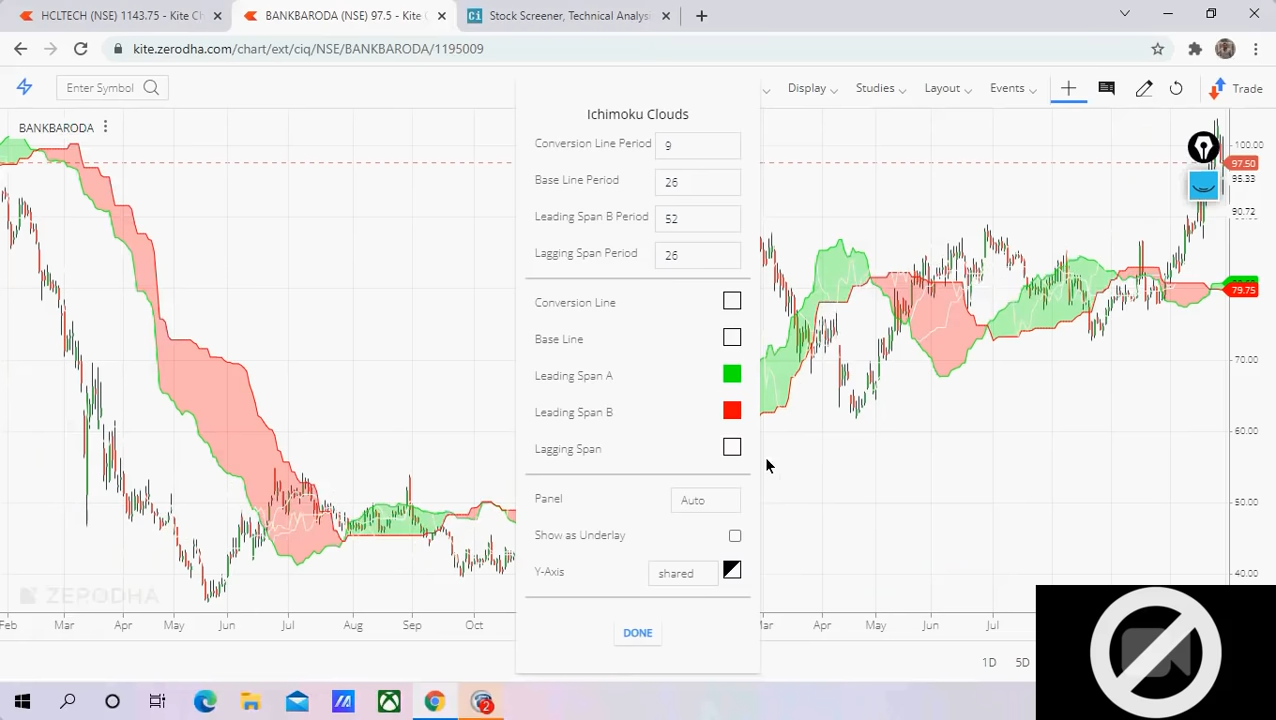 HCLTECH (NSE) 1143.75 - Kite Ch
BANKBARODA (NSE) 97.5 - Kite C
Stock Screener, Technical Analysi
kite.zerodha.com/chart/ext/ciq/NSE/BANKBARODA/1195009
Enter Symbol
Display
Studies
Layout
Events
Trade
BANKBARODA
Ichimoku Clouds
Conversion Line Period 9
Base Line Period 26
Leading Span B Period 52
Lagging Span Period 26
Conversion Line
Base Line
Leading Span A
Leading Span B
Lagging Span
Panel Auto
Show as Underlay
Y-Axis shared
DONE
100.00
97.50
95.33
90.72
79.75
70.00
60.00
50.00
40.00
ZERODHA
Feb Mar Apr May Jun Jul Aug Sep Oct Mar Apr May Jun Jul
1D 5D
Ci
2